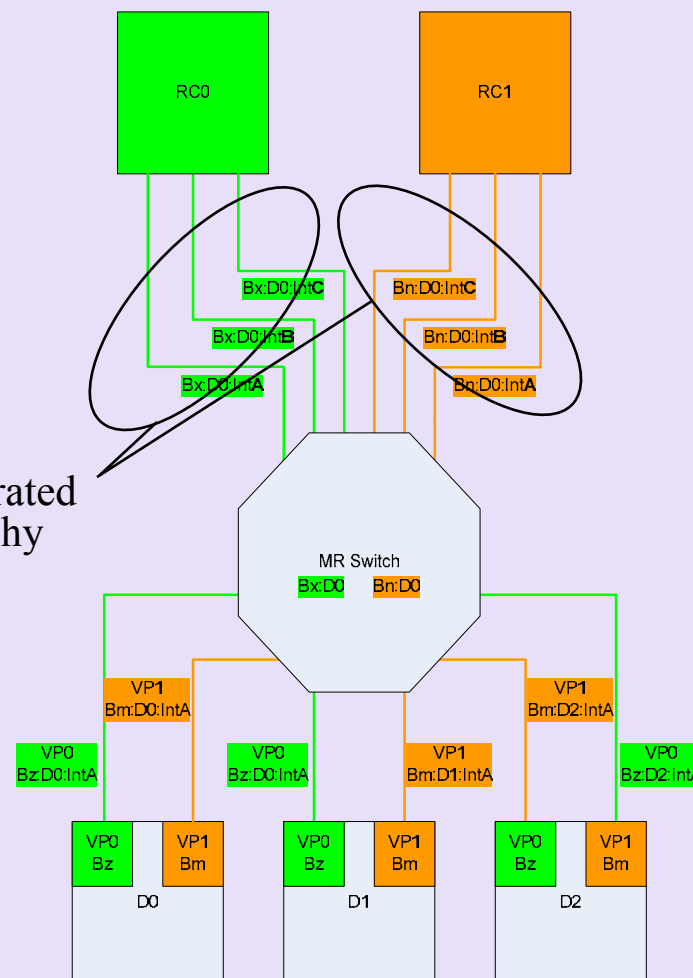 RC0
RC1
Bx:D0:IntC
Bn:D0:IntC
Bx:D0:IntB
Bn:D0:IntB
Bx:D0:IntA
Bn:D0:IntA
rated
hy
MR Switch
Bx:D0
Bn:D0
VP1
Bm:D0:IntA
VP1
Bm:D2:IntA
VP0
Bz:D0:IntA
VP0
Bz:D0:IntA
VP1
Bm:D1:IntA
VP0
Bz:D2:Int
VP0
Bz
VP1
Bm
VP0
Bz
VP1
Bm
VP0
Bz
VP1
Bm
D0
D1
D2